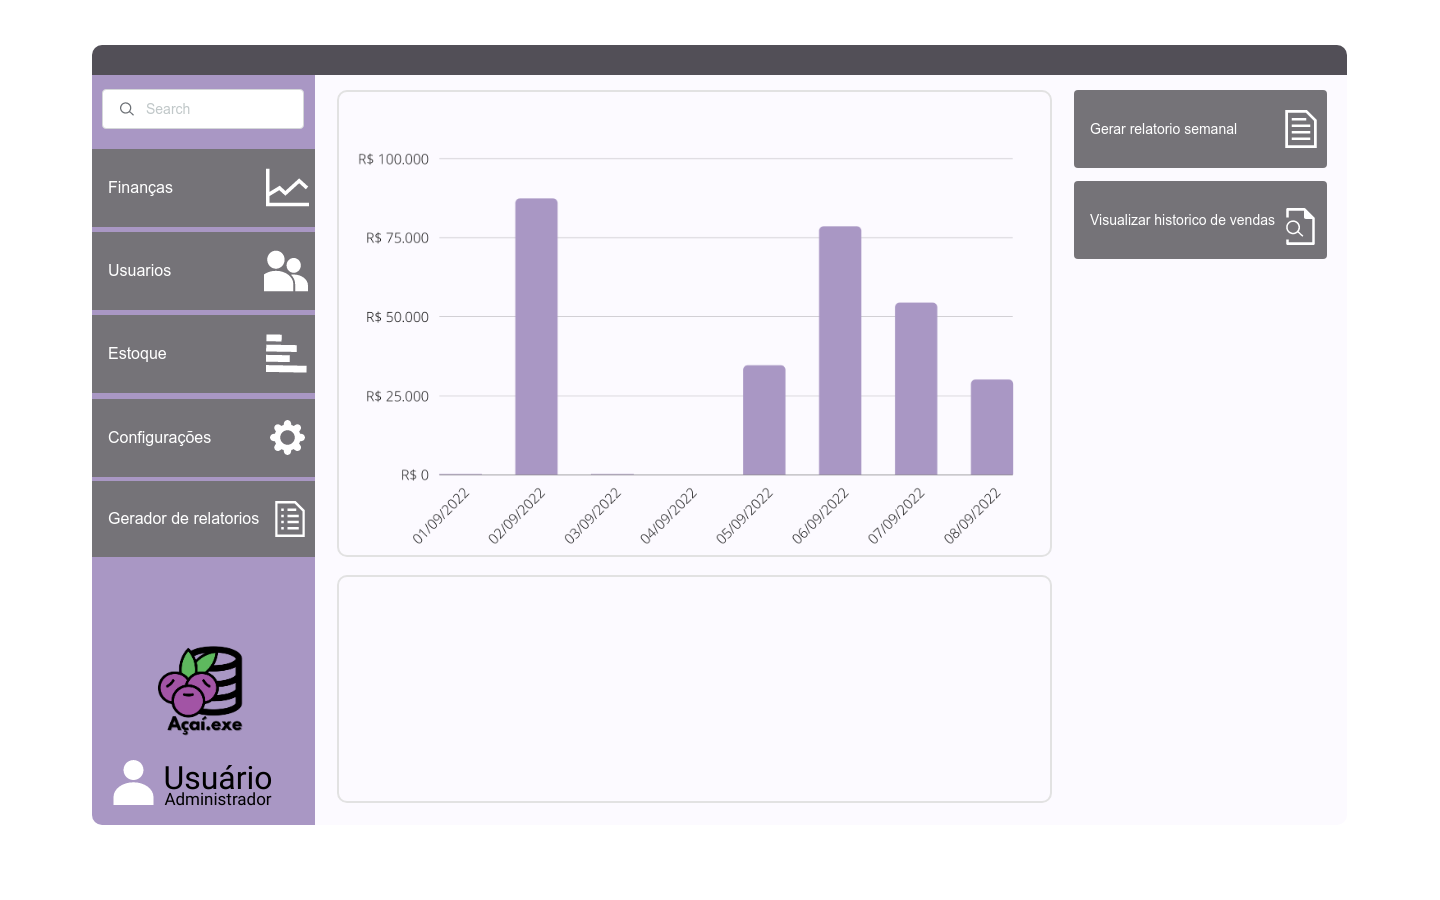 Search
Finanças
Usuarios
Estoque
Configurações
Gerador de relatorios
Açaí.exe
Usuário
Administrador
R$ 100.000
R$ 75.000
R$ 50.000
R$ 25.000
R$ 0
01/09/2022
02/09/2022
03/09/2022
04/09/2022
05/09/2022
06/09/2022
07/09/2022
08/09/2022
Gerar relatorio semanal
Visualizar historico de vendas